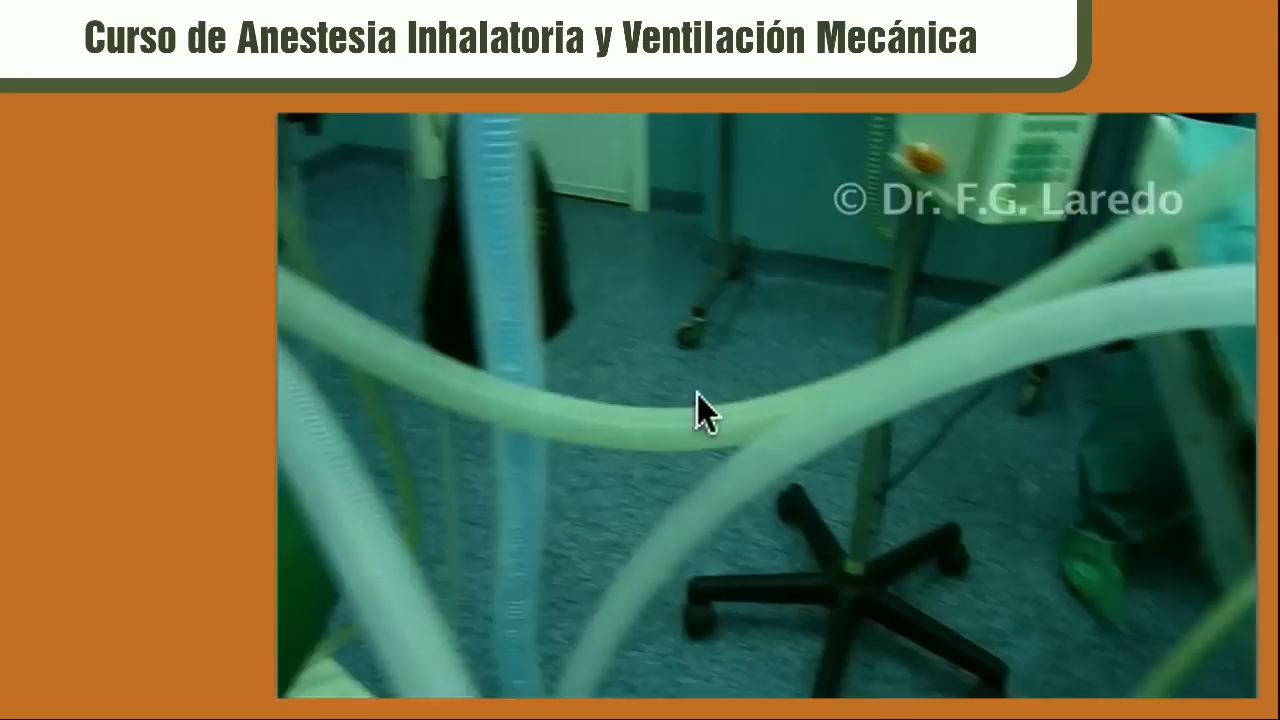 Curso de Anestesia Inhalatoria y Ventilación Mecánica
© Dr. F.G. Laredo